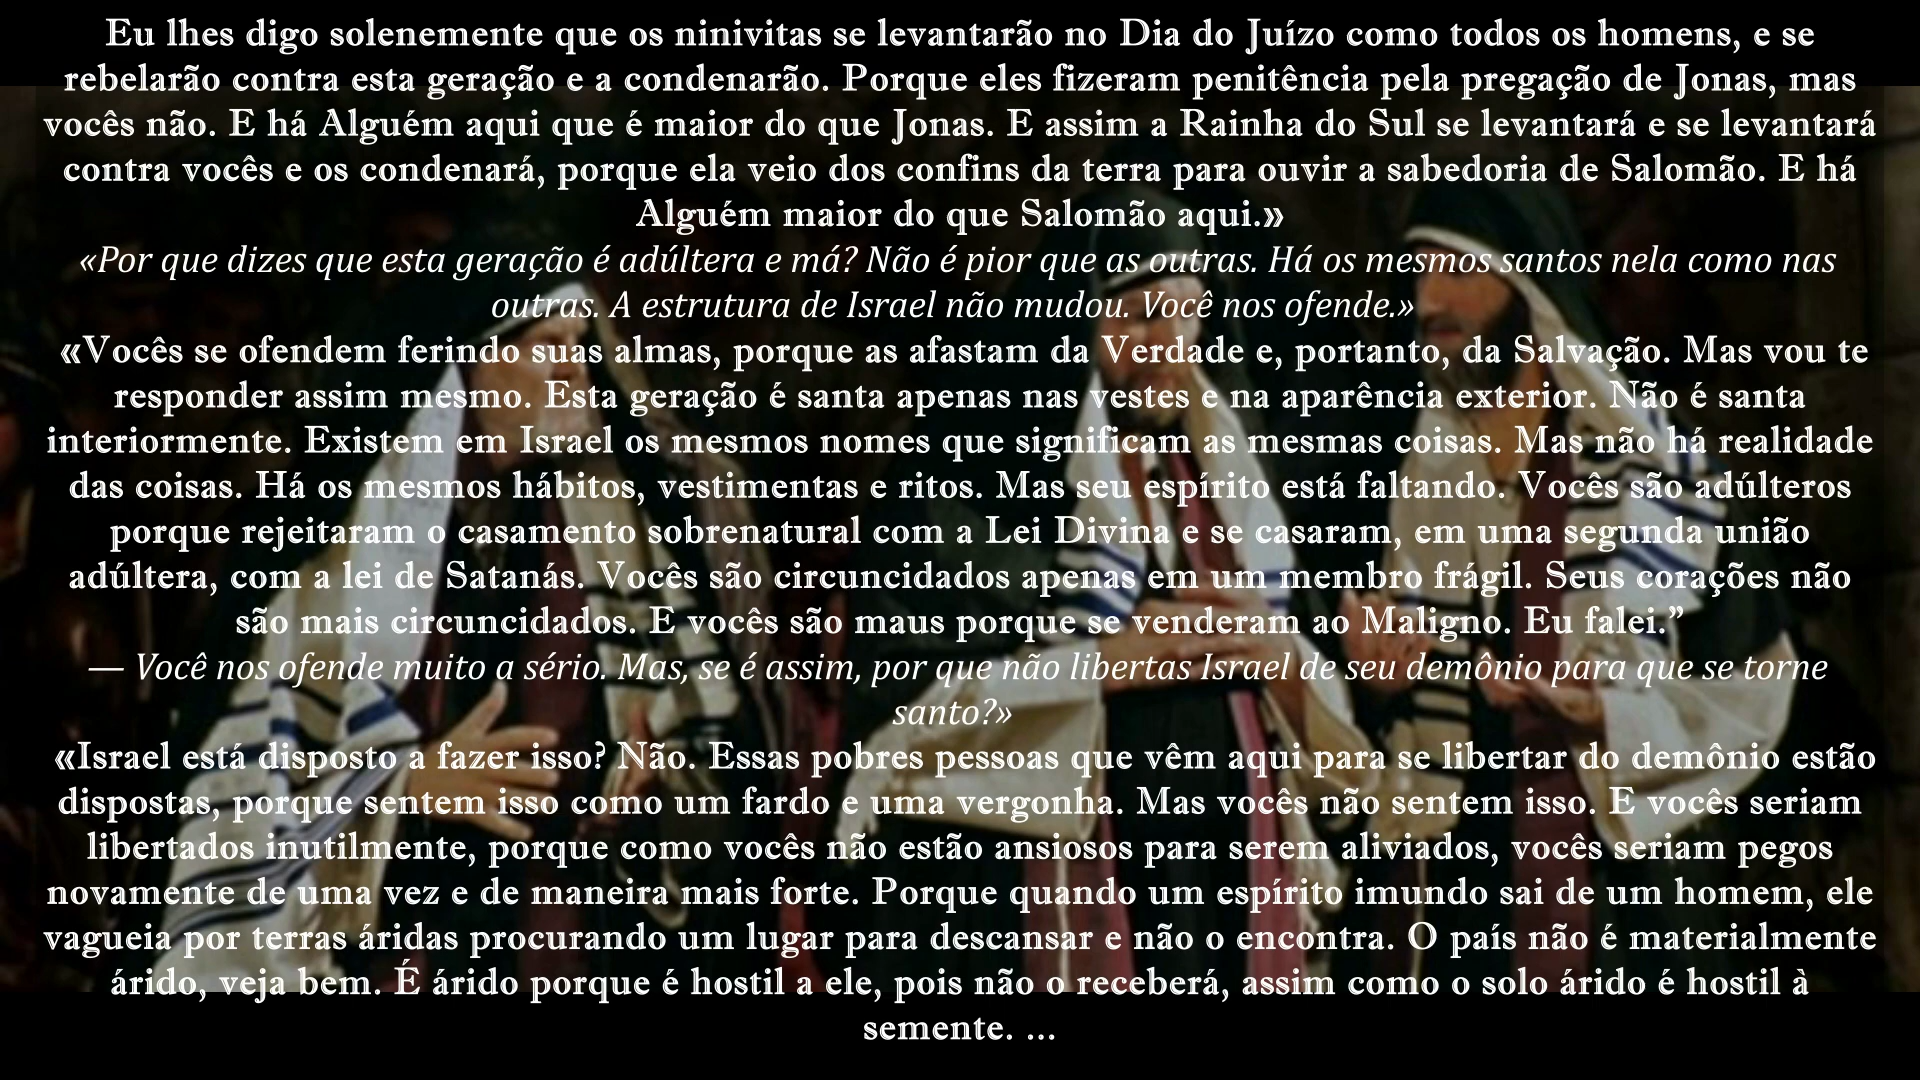 Eu lhes digo solenemente que os ninivitas se levantarão no Dia do Juízo como todos os homens, e se
rebelarão contra esta geração e a condenarão. Porque eles fizeram penitência pela pregação de Jonas, mas
vocês não. E há Alguém aqui que é maior do que Jonas. E assim a Rainha do Sul se levantará e se levantará
contra vocês e os condenará, porque ela veio dos confins da terra para ouvir a sabedoria de Salomão. E há
Alguém maior do que Salomão aqui.»
«Por que dizes que esta geração é adúltera e má? Não é pior que as outras. Há os mesmos santos nela como nas
outras. A estrutura de Israel não mudou. Você nos ofende.»
«Vocês se ofendem ferindo suas almas, porque as afastam da Verdade e, portanto, da Salvação. Mas vou te
responder assim mesmo. Esta geração é santa apenas nas vestes e na aparência exterior. Não é santa
interiormente. Existem em Israel os mesmos nomes que significam as mesmas coisas. Mas não há realidade
das coisas. Há os mesmos hábitos, vestimentas e ritos. Mas seu espírito está faltando. Vocês são adúlteros
porque rejeitaram o casamento sobrenatural com a Lei Divina e se casaram, em uma segunda união
adúltera, com a lei de Satanás. Vocês são circuncidados apenas em um membro frágil. Seus corações não
são mais circuncidados. E vocês são maus porque se venderam ao Maligno. Eu falei.”
— Você nos ofende muito a sério. Mas, se é assim, por que não libertas Israel de seu demônio para que se torne
santo?»
«Israel está disposto a fazer isso? Não. Essas pobres pessoas que vêm aqui para se libertar do demônio estão
dispostas, porque sentem isso como um fardo e uma vergonha. Mas vocês não sentem isso. E vocês seriam
libertados inutilmente, porque como vocês não estão ansiosos para serem aliviados, vocês seriam pegos
novamente de uma vez e de maneira mais forte. Porque quando um espírito imundo sai de um homem, ele
vagueia por terras áridas procurando um lugar para descansar e não o encontra. O país não é materialmente
árido, veja bem. É árido porque é hostil a ele, pois não o receberá, assim como o solo árido é hostil à
semente. ...